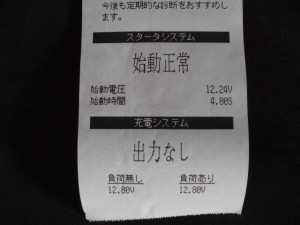 今後も定期的な診断をおすすめし
ます。
スタータシステム
始動正常
始動電圧 12.24V
始動時間 4.00S
充電システム
出力なし
負荷無し 負荷あり
12.80V 12.80V